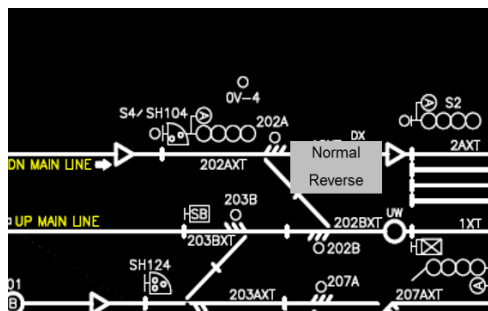 OV-4
S4/SH104
A
202A
A
S2
DX
2AXT
Normal
DN MAIN LINE
202AXT
Reverse
203B
SB
UW
UP MAIN LINE
203BXT
202BXT
1XT
202B
SH124
01
B
207A
203AXT
207AXT
A